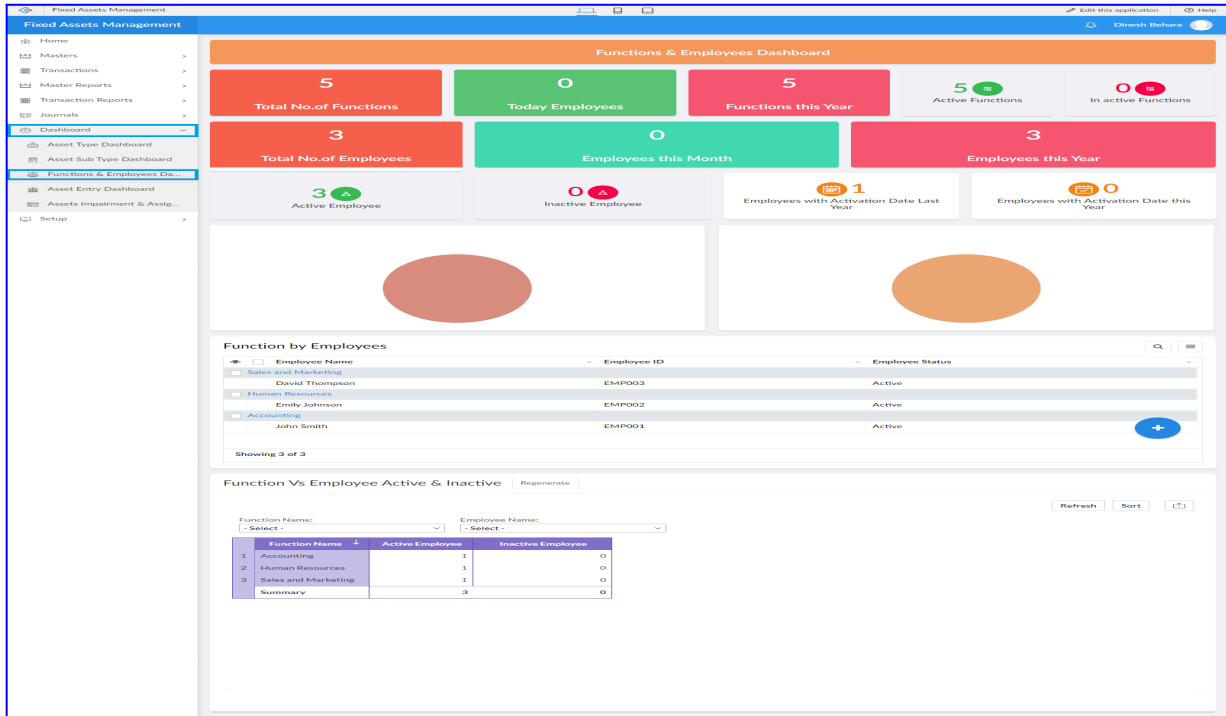 Fixed Assets Management
Edit this application
Help
Fixed Assets Management
Dinesh Behara
Home
Masters
Transactions
Master Reports
Transaction Reports
Journals
Dashboard
Asset Type Dashboard
Asset Sub Type Dashboard
Functions & Employees Da...
Asset Entry Dashboard
Assets Impairment & Assig...
Setup
Functions & Employees Dashboard
5
Total No.of Functions
0
Today Employees
5
Functions this Year
5
Active Functions
0
In active Functions
3
Total No.of Employees
0
Employees this Month
3
Employees this Year
3
Active Employee
0
Inactive Employee
1
Employees with Activation Date Last
Year
0
Employees with Activation Date this
Year
Function by Employees
Employee Name Employee ID Employee Status
Sales and Marketing
David Thompson EMP003 Active
Human Resources
Emily Johnson EMP002 Active
Accounting
John Smith EMP001 Active
Showing 3 of 3
Function Vs Employee Active & Inactive Regenerate
Refresh Sort
Function Name: Employee Name:
- Select - - Select -
Function Name Active Employee Inactive Employee
1 Accounting 1 0
2 Human Resources 1 0
3 Sales and Marketing 1 0
Summary 3 0